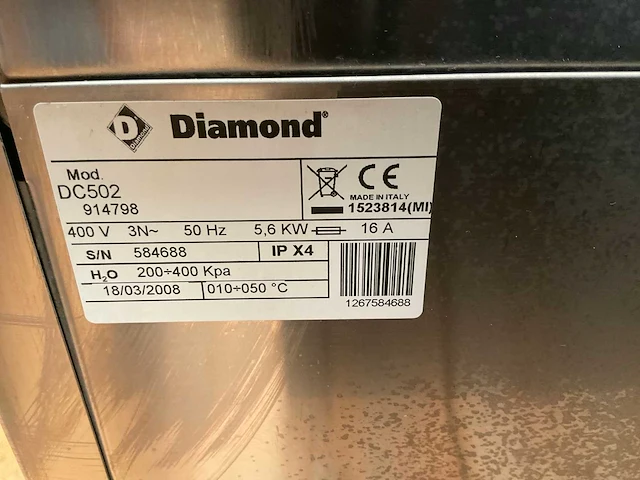 D
Diamond
Diamond®
Mod.
DC502
914798
CE
MADE IN ITALY
1523814(MI)
400 V 3N~ 50 Hz 5,6 KW 16 A
S/N 584688 IP X4
H₂O 200÷400 Kpa
18/03/2008 010÷050 °C
1267584688